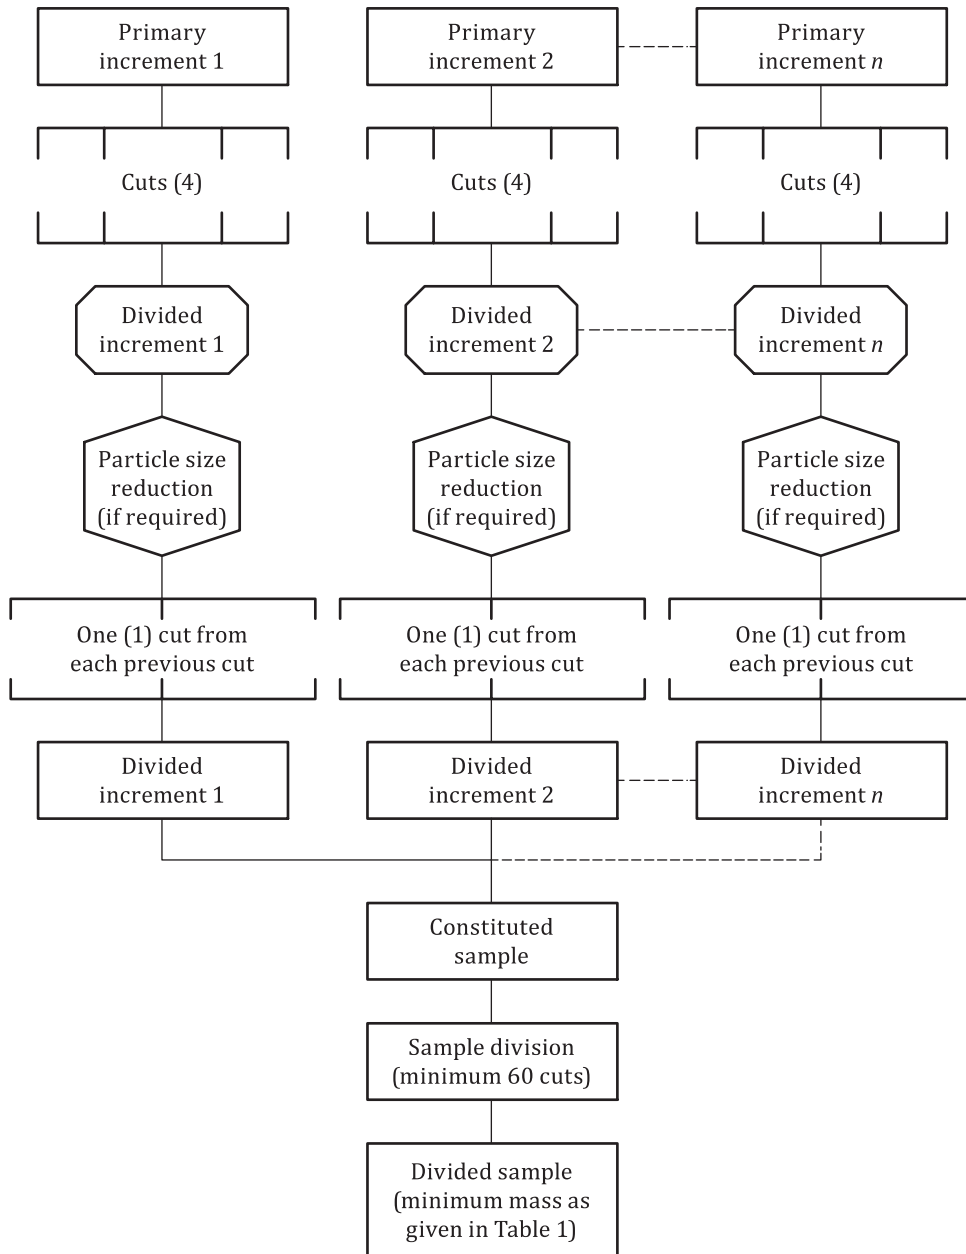 Primary
increment 1
Primary
increment 2
Primary
increment n
Cuts (4)
Cuts (4)
Cuts (4)
Divided
increment 1
Divided
increment 2
Divided
increment n
Particle size
reduction
(if required)
Particle size
reduction
(if required)
Particle size
reduction
(if required)
One (1) cut from
each previous cut
One (1) cut from
each previous cut
One (1) cut from
each previous cut
Divided
increment 1
Divided
increment 2
Divided
increment n
Constituted
sample
Sample division
(minimum 60 cuts)
Divided sample
(minimum mass as
given in Table 1)